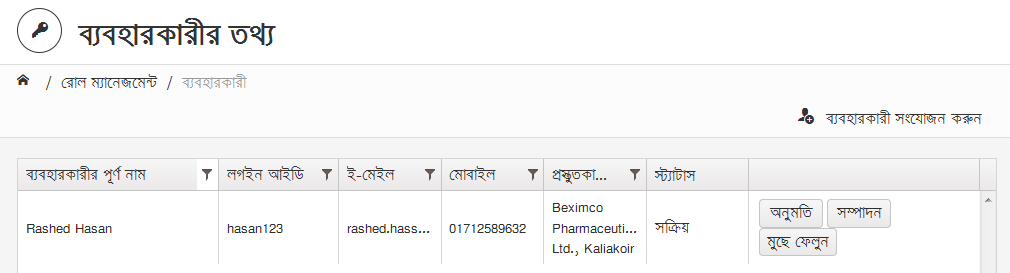 ব্যবহারকারীর তথ্য
/ রোল ম্যানেজমেন্ট / ব্যবহারকারী
ব্যবহারকারী সংযোজন করুন
ব্যবহারকারীর পূর্ণ নাম লগইন আইডি ই-মেইল মোবাইল প্রস্তুতকা... স্ট্যাটাস
Rashed Hasan hasan123 rashed.hass... 01712589632 Beximco Pharmaceuti... Ltd., Kaliakoir সক্রিয় অনুমতি সম্পাদন মুছে ফেলুন